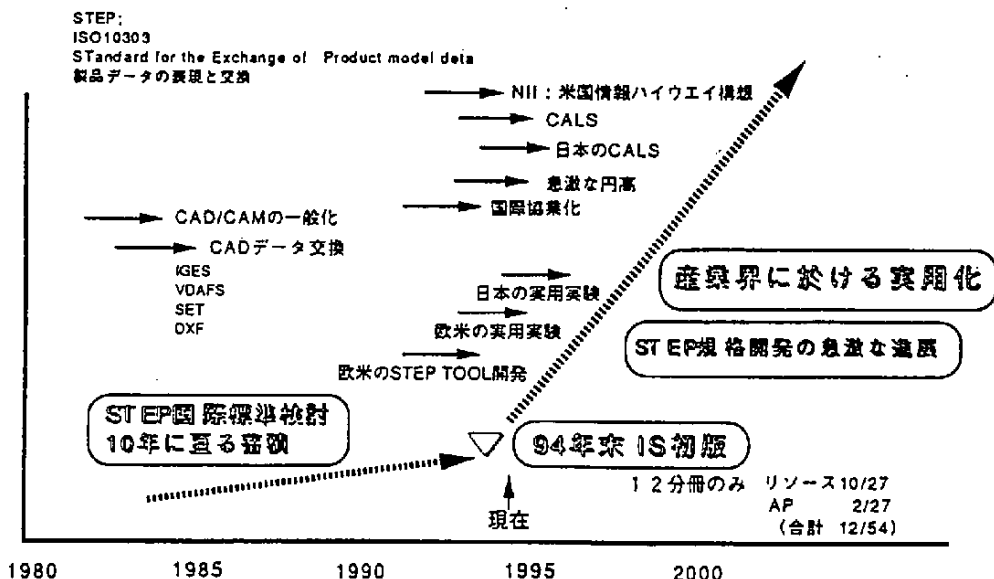 STEP;
ISO10303
STandard for the Exchange of Product model deta
製品データの表現と交換
NII：米国情報ハイウエイ構想
CALS
日本のCALS
急激な円高
国際協業化
CAD/CAMの一般化
CADデータ交換
IGES
VDAFS
SET
DXF
日本の実用実験
欧米の実用実験
欧米のSTEP TOOL開発
産業界に於ける実用化
STEP規格開発の急激な進展
STEP国際標準検討
10年に亘る蓄積
94年末 IS初版
12分冊のみ リソース10/27
AP 2/27
(合計 12/54)
現在
1980 1985 1990 1995 2000